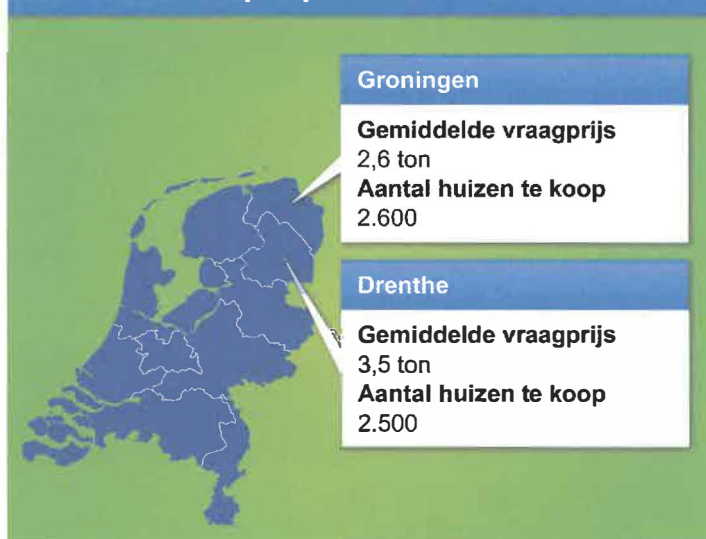 Groningen
Gemiddelde vraagprijs
2,6 ton
Aantal huizen te koop
2.600
Drenthe
Gemiddelde vraagprijs
3,5 ton
Aantal huizen te koop
2.500